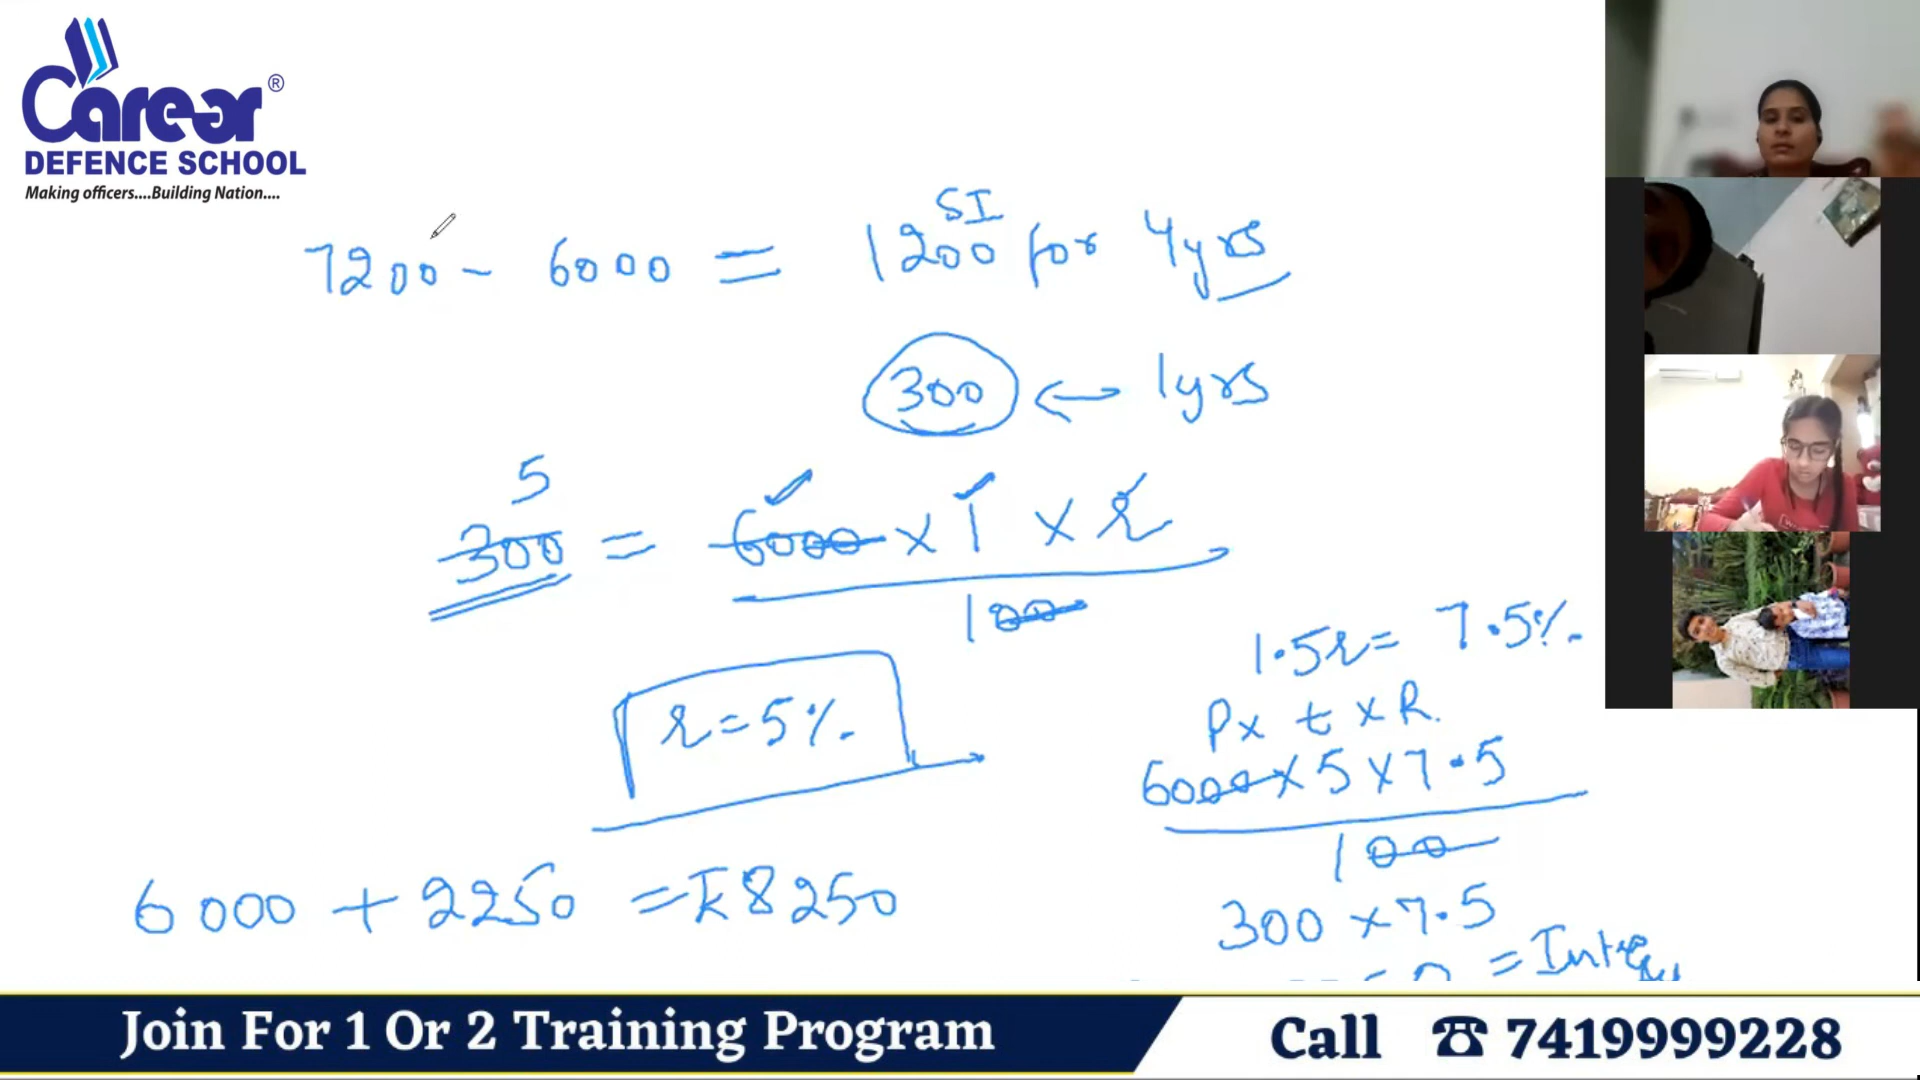 Career ®
DEFENCE SCHOOL
Making officers....Building Nation....
SI
7200 - 6000 = 1200 for 4yrs
300 ↔ 1yrs
5
300 = 6000 × 1 × r
100
r = 5%.
1.5r = 7.5%.
P× t × R.
6000 × 5 × 7.5
100
300 × 7.5
= Inte
6000 + 2250 = ₹8250
Join For 1 Or 2 Training Program
Call ☎ 7419999228